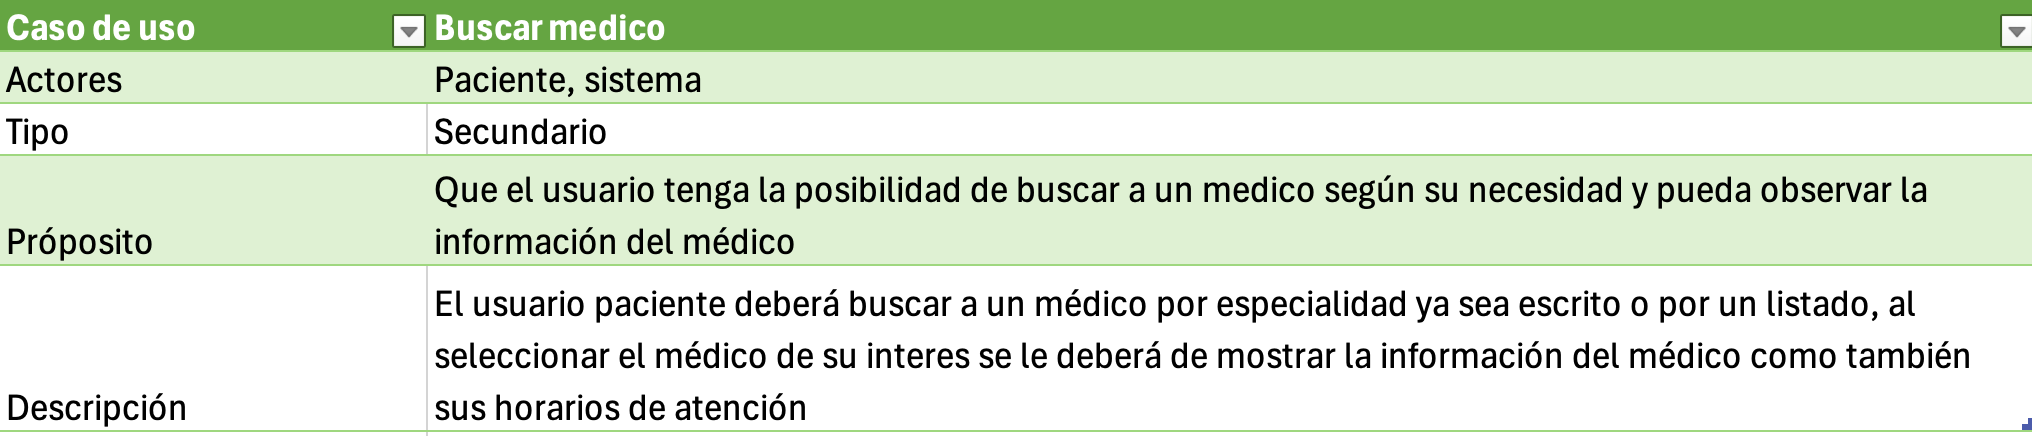 Caso de uso Buscar medico
Actores Paciente, sistema
Tipo Secundario
Próposito Que el usuario tenga la posibilidad de buscar a un medico según su necesidad y pueda observar la
información del médico
Descripción El usuario paciente deberá buscar a un médico por especialidad ya sea escrito o por un listado, al
seleccionar el médico de su interes se le deberá de mostrar la información del médico como también
sus horarios de atención